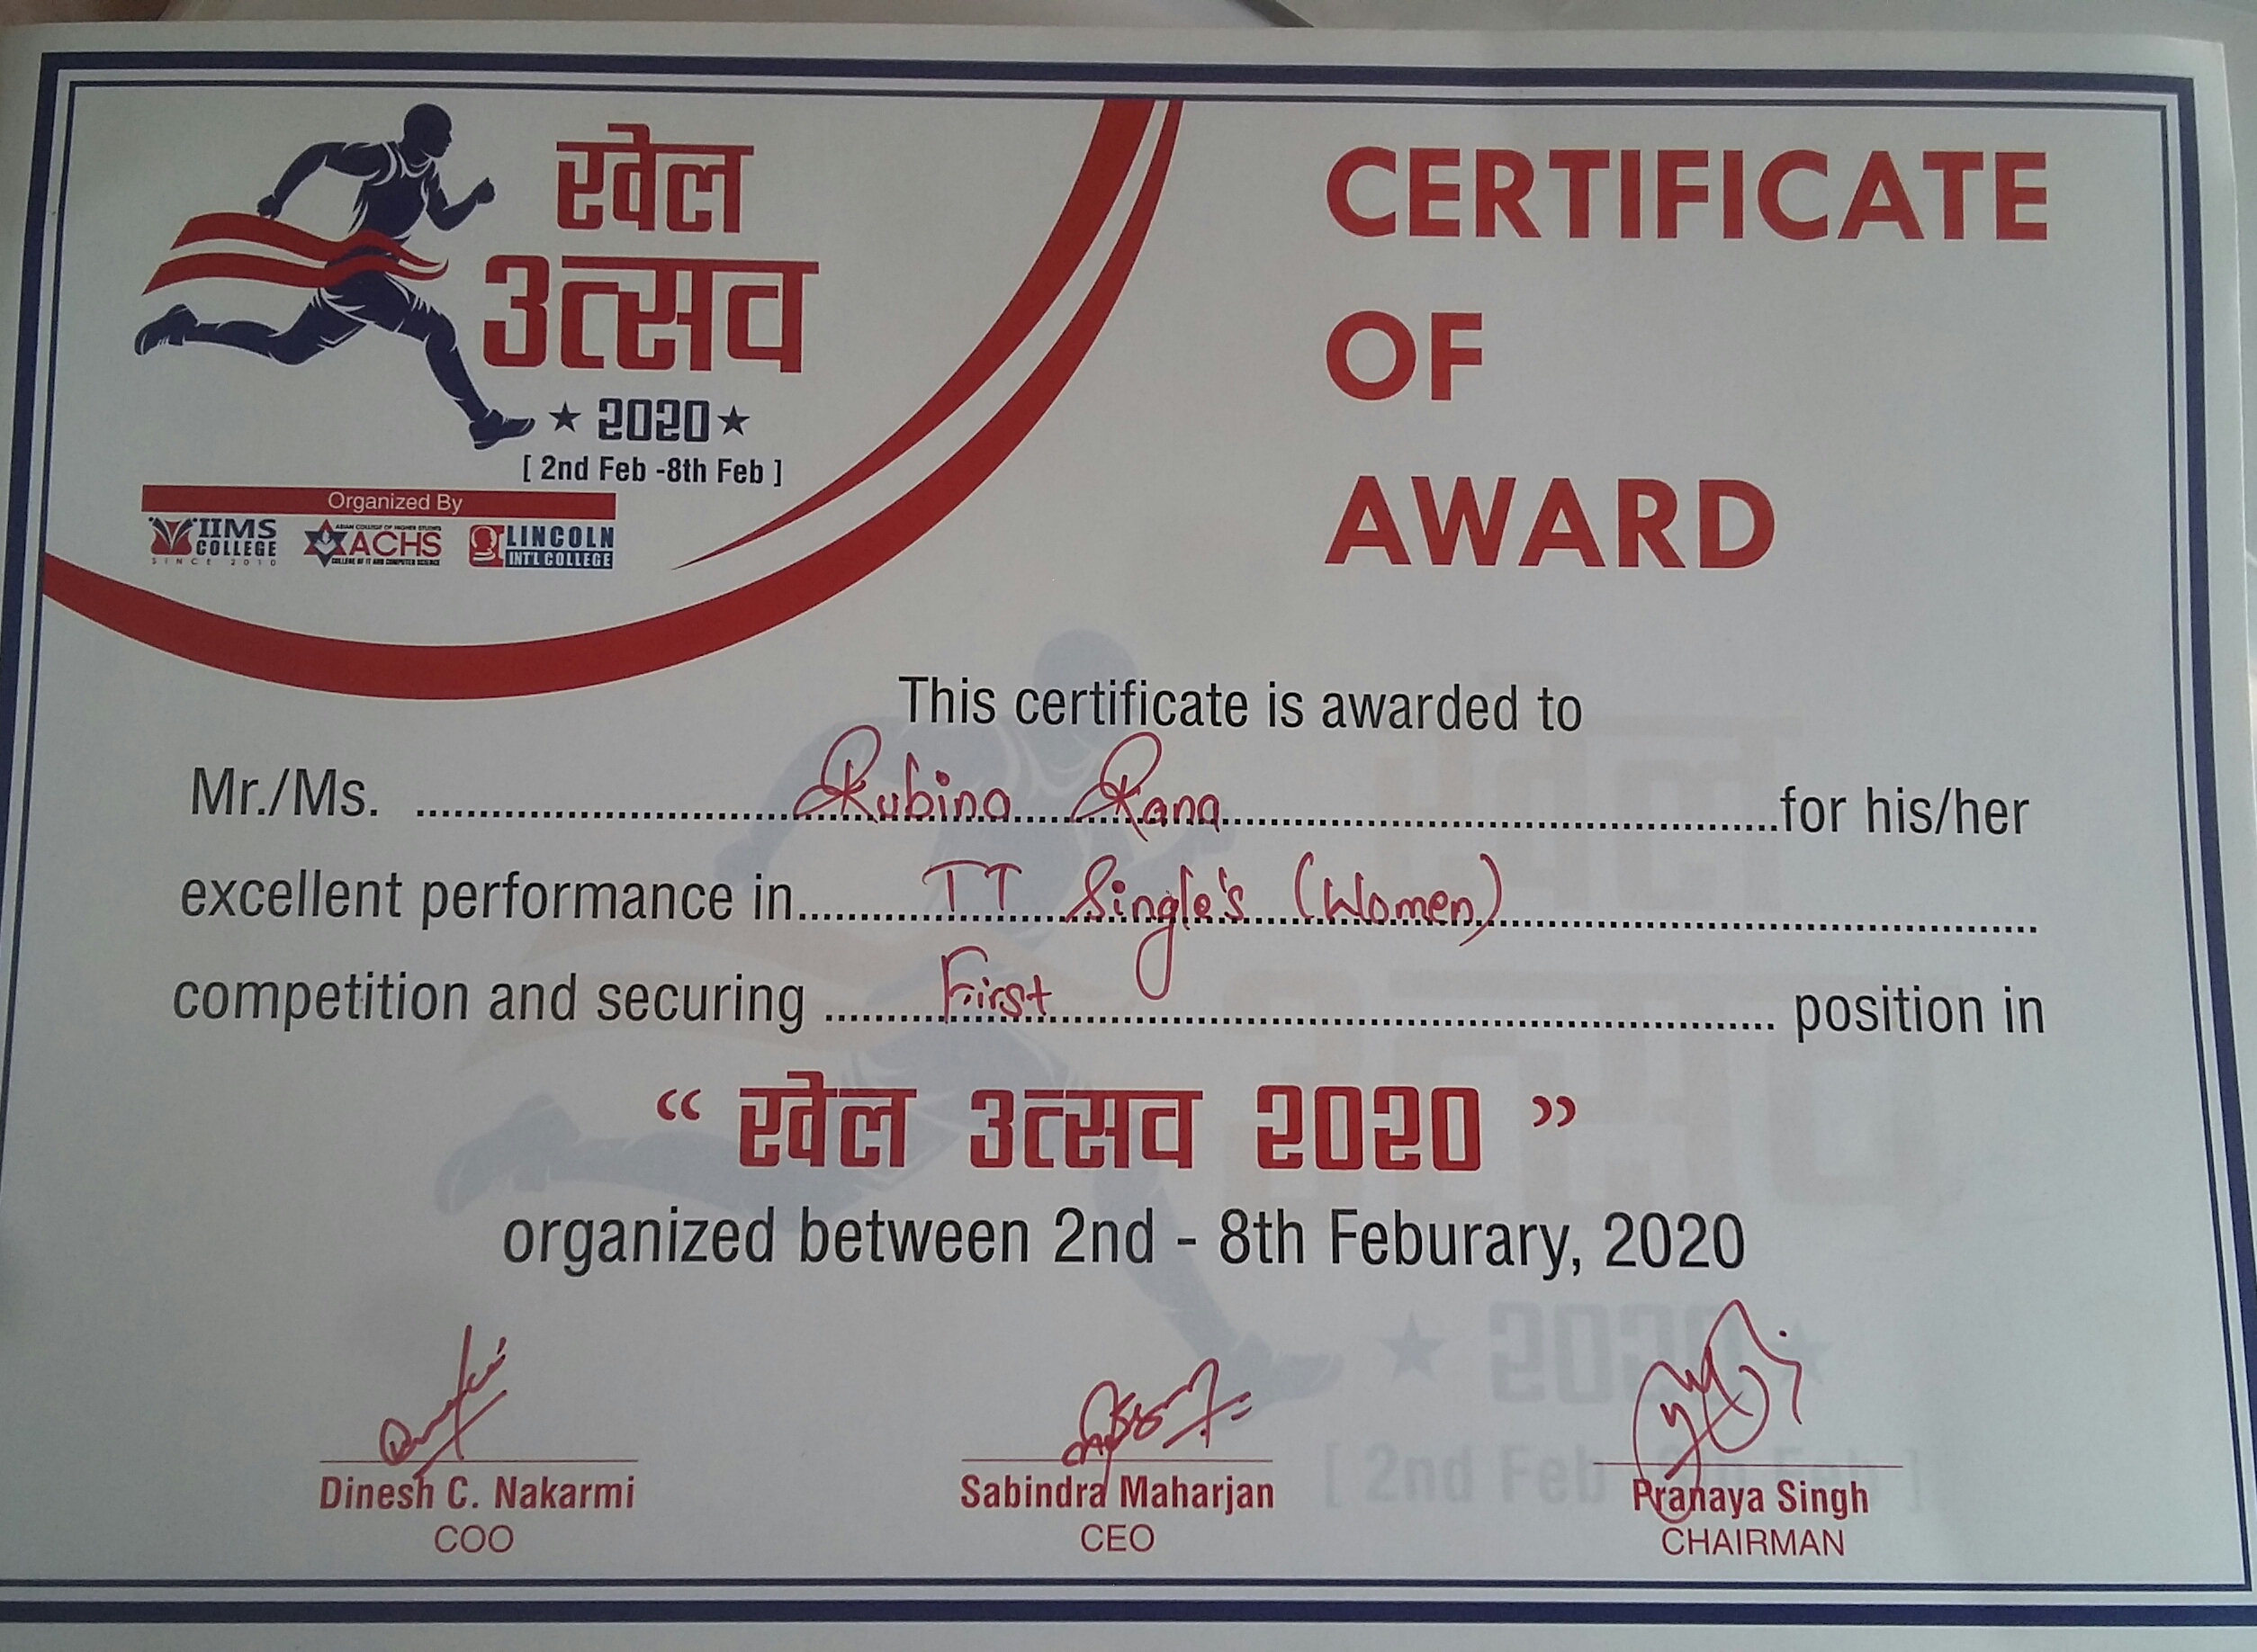 खेल
उत्सव
★ 2020 ★
[ 2nd Feb -8th Feb ]
Organized By
IIMS
COLLEGE
SINCE 2010
ASIAN COLLEGE OF HIGHER STUDIES
ACHS
COLLEGE OF IT AND COMPUTER SCIENCE
LINCOLN
INT'L COLLEGE
CERTIFICATE
OF
AWARD
This certificate is awarded to
Mr./Ms. Rubina Rana for his/her
excellent performance in TT Single's (Women)
competition and securing First position in
“ खेल उत्सव 2020 ”
organized between 2nd - 8th Feburary, 2020
Dinesh C. Nakarmi
COO
Sabindra Maharjan
CEO
Pranaya Singh
CHAIRMAN